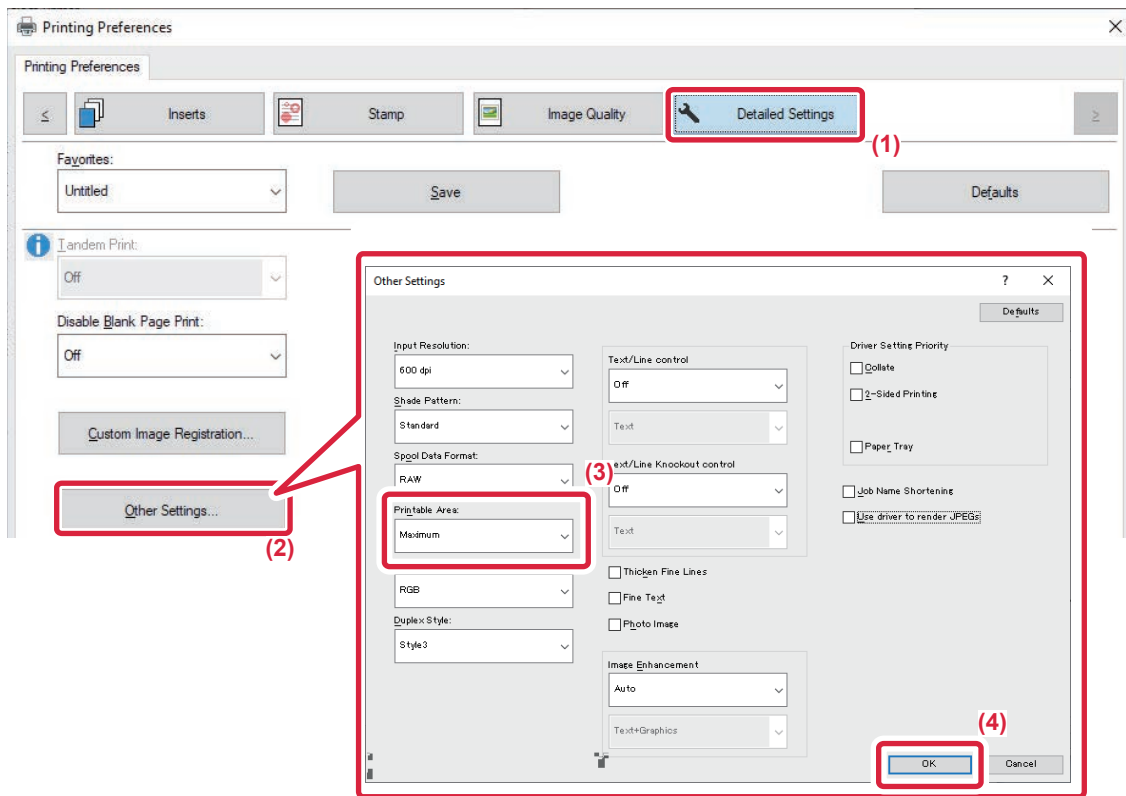 Printing Preferences
Printing Preferences
<
Inserts
Stamp
Image Quality
Detailed Settings
>
(1)
Favorites:
Untitled
Save
Defaults
Tandem Print:
Off
Disable Blank Page Print:
Off
Custom Image Registration...
Other Settings...
(2)
Other Settings
?
Defaults
Input Resolution:
600 dpi
Shade Pattern:
Standard
Spool Data Format:
RAW
(3)
Printable Area:
Maximum
RGB
Duplex Style:
Style3
Text/Line control
Off
Text
ext/Line Knockout control
Off
Text
Thicken Fine Lines
Fine Text
Photo Image
Image Enhancement
Auto
Text+Graphics
Driver Setting Priority
Collate
2-Sided Printing
Paper Tray
Job Name Shortening
Use driver to render JPEGs
(4)
OK
Cancel